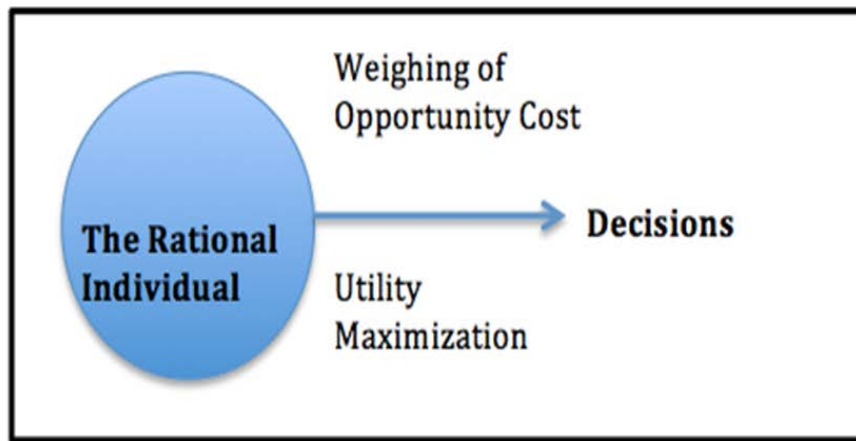 Weighing of
Opportunity Cost
The Rational
Individual
Decisions
Utility
Maximization